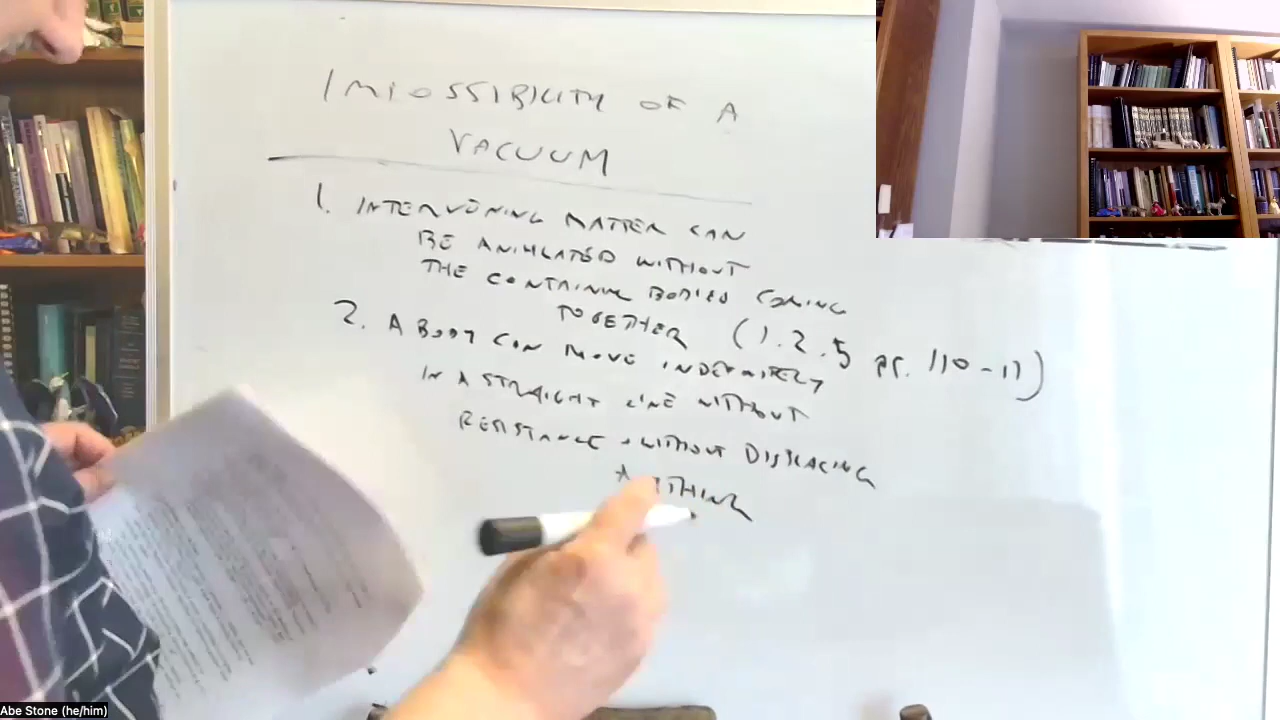 IMPOSSIBILITY OF A
VACUUM
1. INTERVENING MATTER CAN
BE ANIHLATED WITHOUT
THE CONTAINING BODIES COMING
TOGETHER (1.2.5 pp. 110-11)
2. A BODY CAN MOVE INDEFINITELY
IN A STRAIGHT LINE WITHOUT
RESISTANCE + WITHOUT DISPLACING
ANYTHING
Abe Stone (he/him)